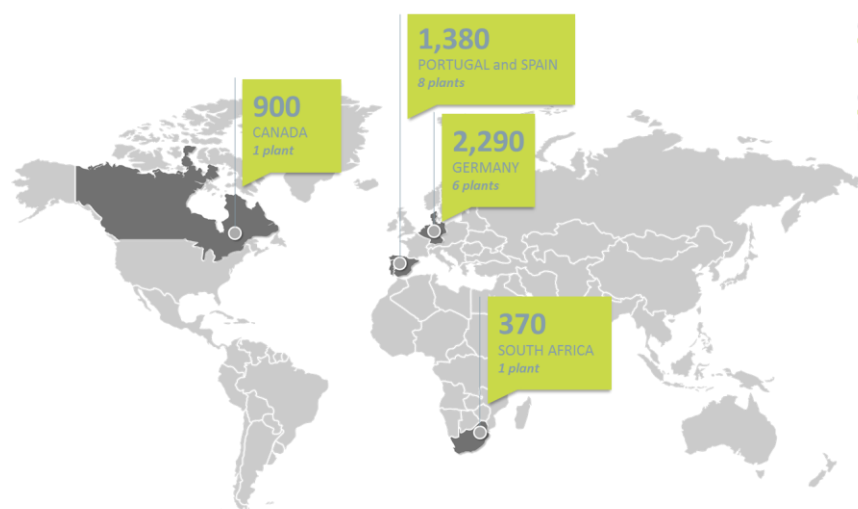 1,380
PORTUGAL and SPAIN
8 plants
900
CANADA
1 plant
2,290
GERMANY
6 plants
370
SOUTH AFRICA
1 plant